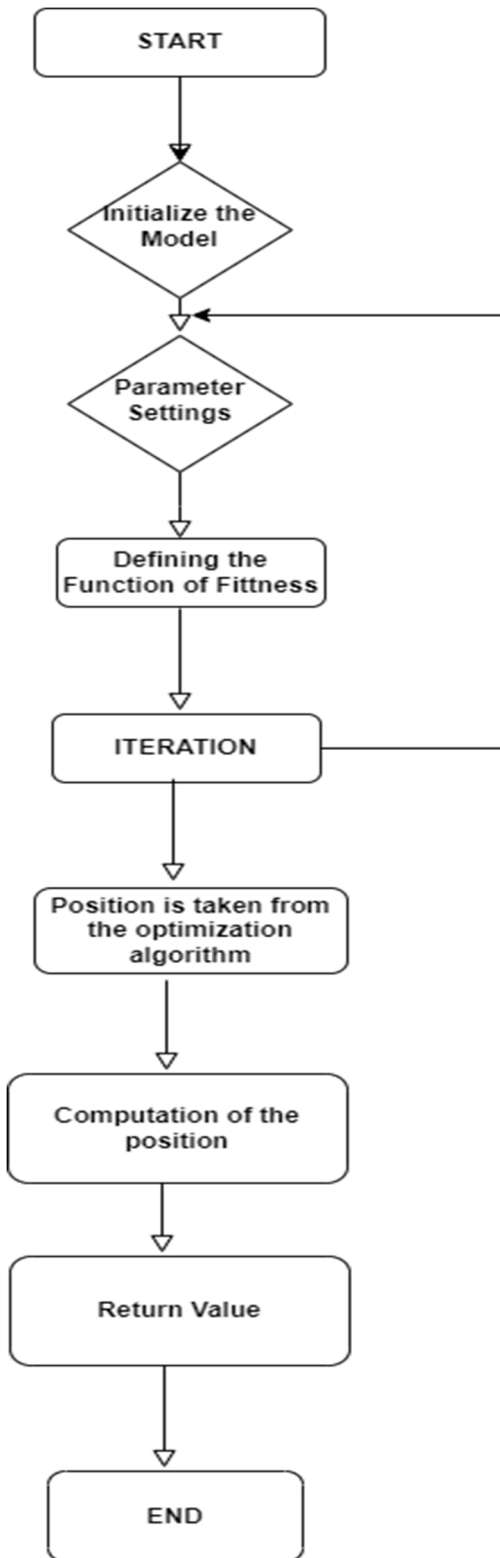 START
Initialize the
Model
Parameter
Settings
Defining the
Function of Fittness
ITERATION
Position is taken from
the optimization
algorithm
Computation of the
position
Return Value
END